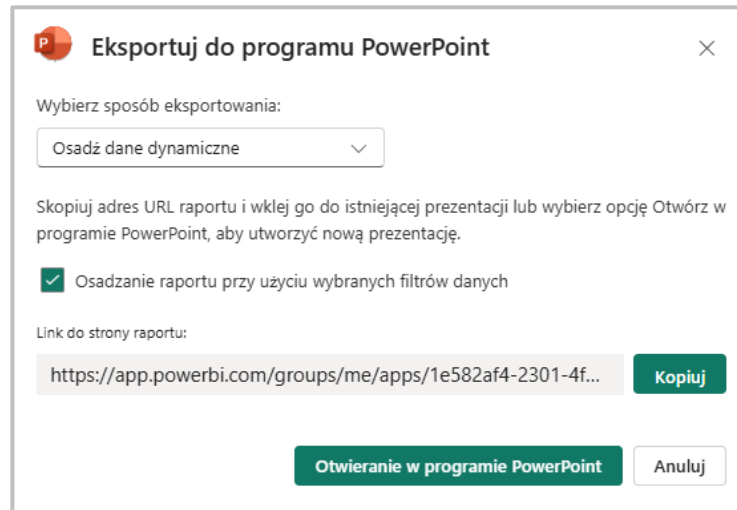 P
Eksportuj do programu PowerPoint
Wybierz sposób eksportowania:
Osadź dane dynamiczne
Skopiuj adres URL raportu i wklej go do istniejącej prezentacji lub wybierz opcję Otwórz w
programie PowerPoint, aby utworzyć nową prezentację.
Osadzanie raportu przy użyciu wybranych filtrów danych
Link do strony raportu:
https://app.powerbi.com/groups/me/apps/1e582af4-2301-4f... Kopiuj
Otwieranie w programie PowerPoint Anuluj